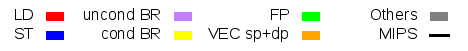 LD uncond BR FP Others
ST cond BR VEC sp+dp MIPS